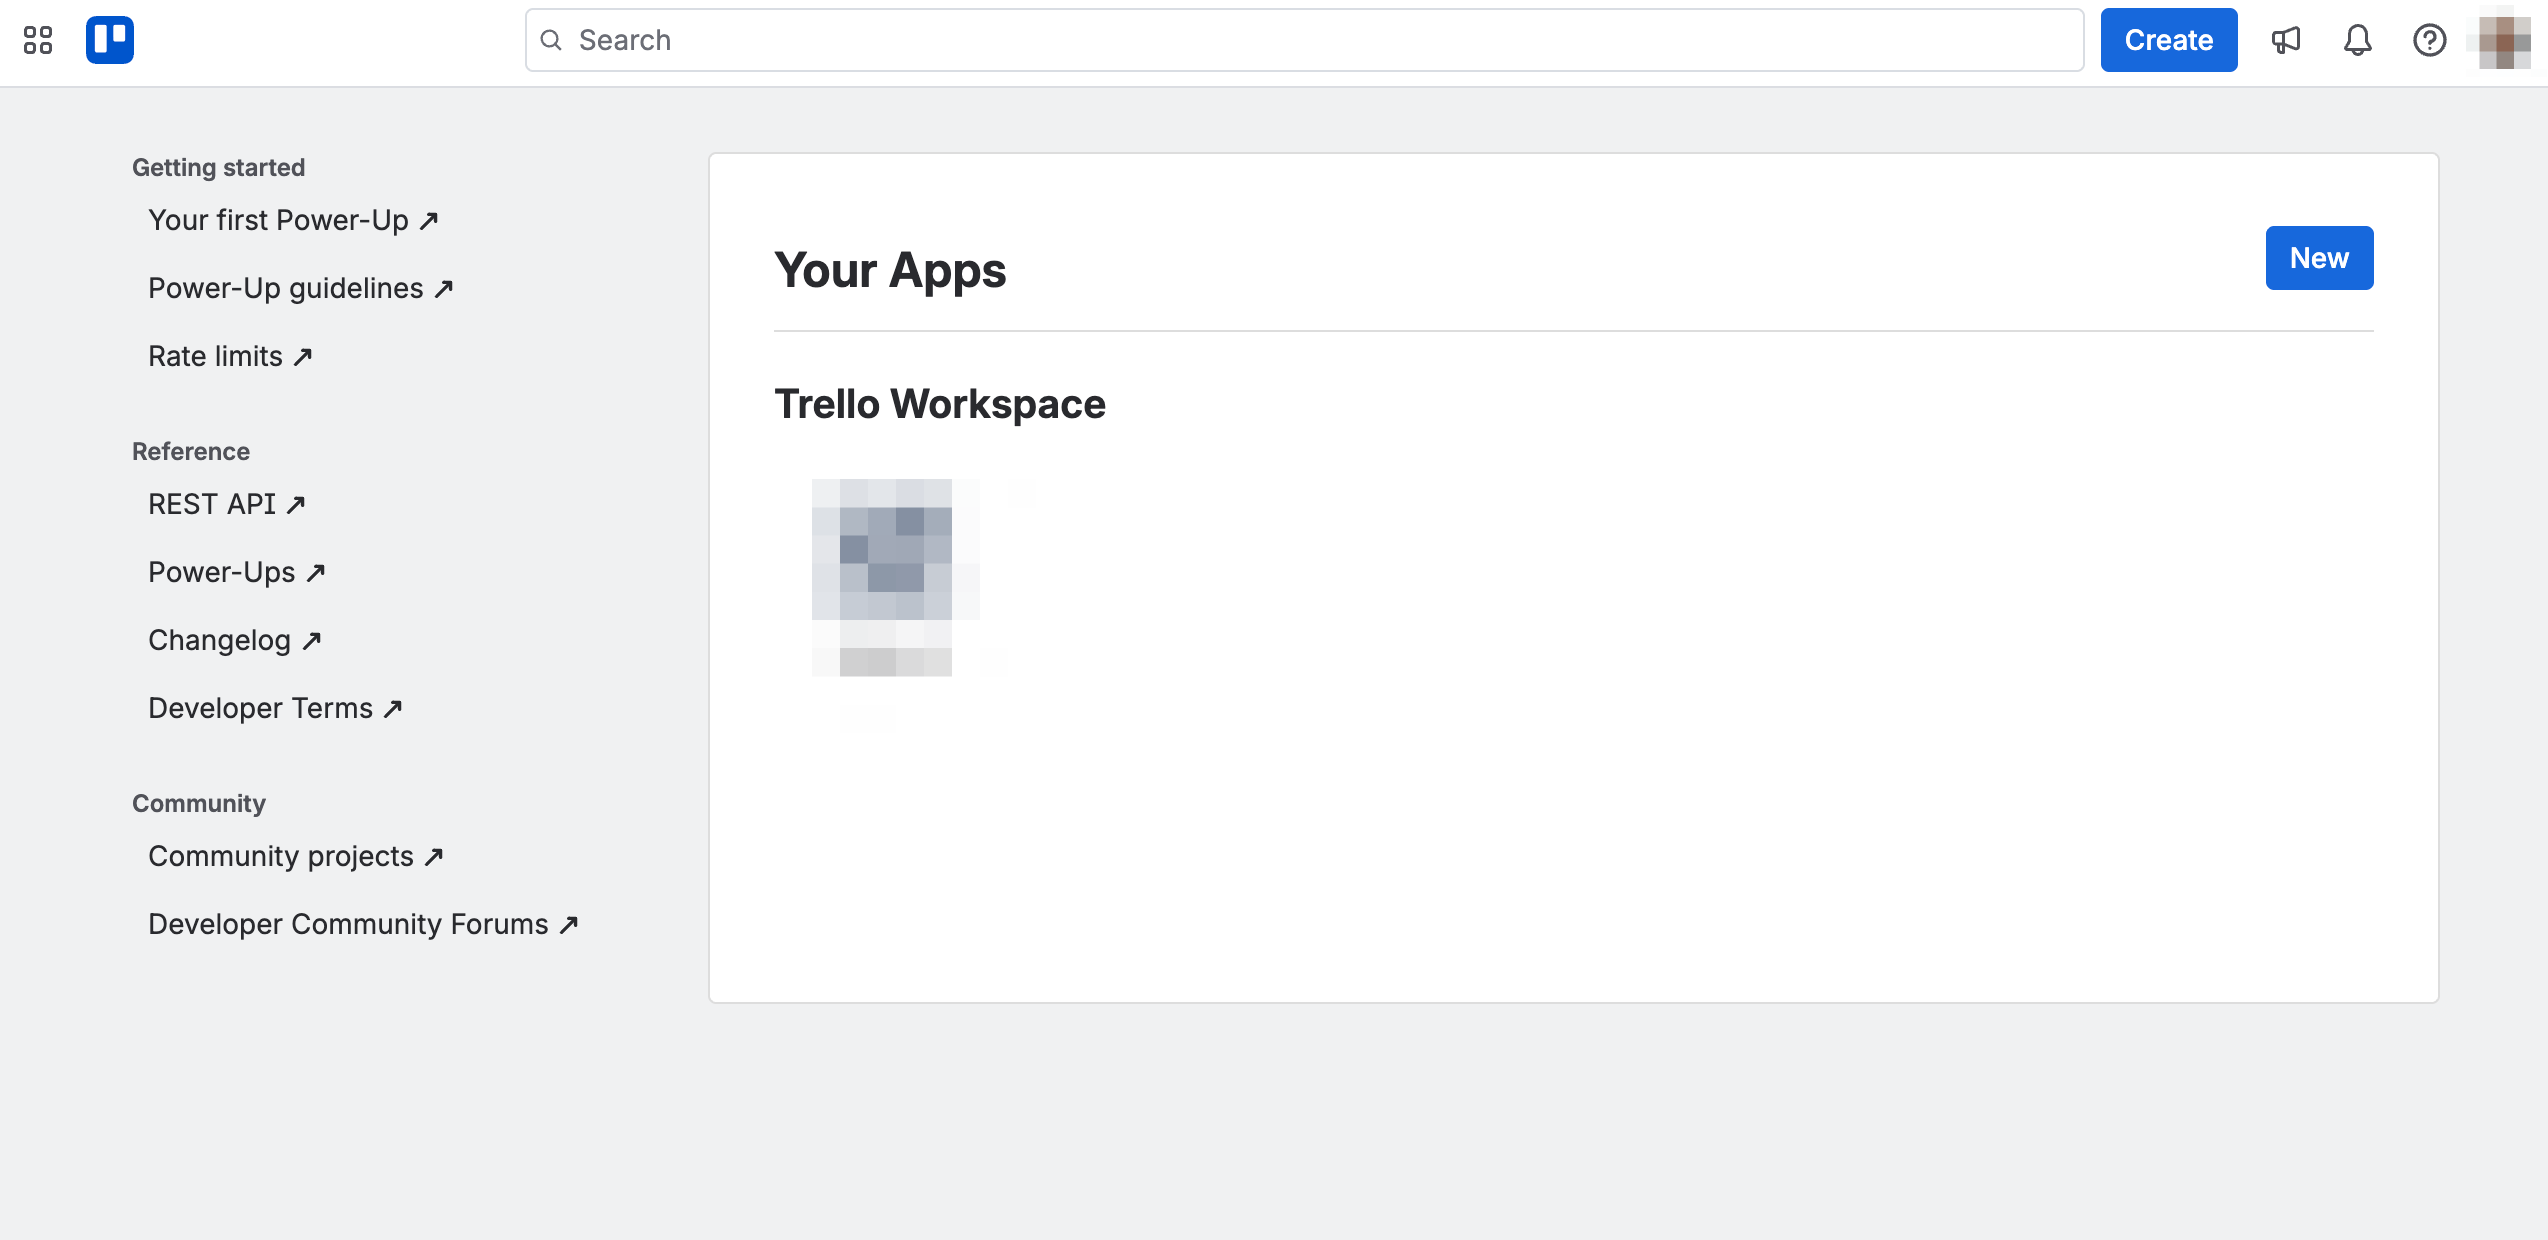 Search
Create
Getting started
Your first Power-Up ↗
Power-Up guidelines ↗
Rate limits ↗
Reference
REST API ↗
Power-Ups ↗
Changelog ↗
Developer Terms ↗
Community
Community projects ↗
Developer Community Forums ↗
Your Apps
New
Trello Workspace